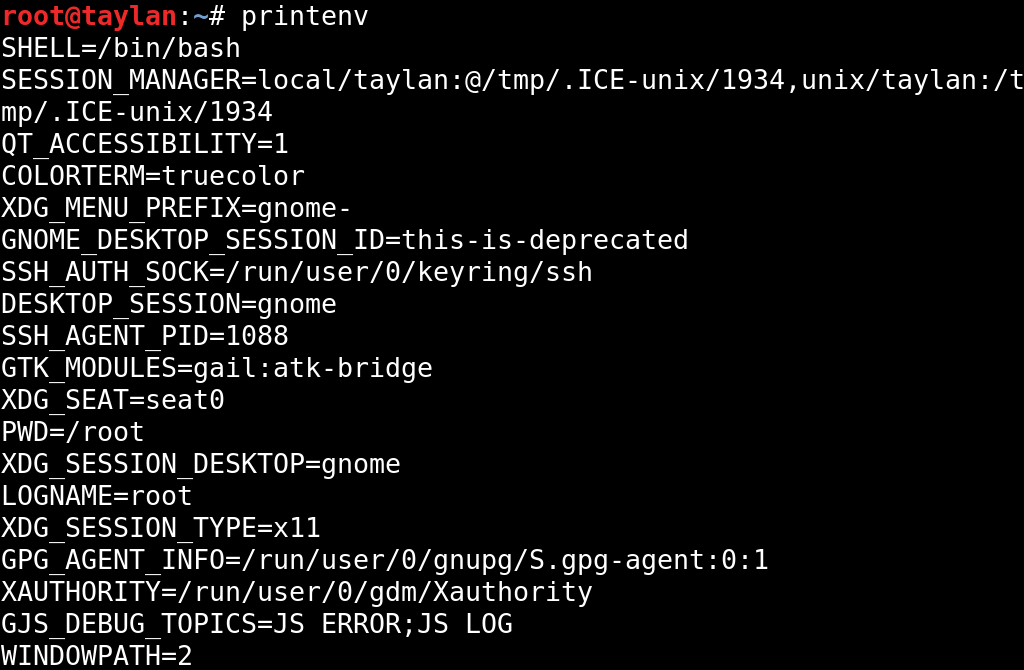 root@taylan:~# printenv
SHELL=/bin/bash
SESSION_MANAGER=local/taylan:@/tmp/.ICE-unix/1934,unix/taylan:/t
mp/.ICE-unix/1934
QT_ACCESSIBILITY=1
COLORTERM=truecolor
XDG_MENU_PREFIX=gnome-
GNOME_DESKTOP_SESSION_ID=this-is-deprecated
SSH_AUTH_SOCK=/run/user/0/keyring/ssh
DESKTOP_SESSION=gnome
SSH_AGENT_PID=1088
GTK_MODULES=gail:atk-bridge
XDG_SEAT=seat0
PWD=/root
XDG_SESSION_DESKTOP=gnome
LOGNAME=root
XDG_SESSION_TYPE=x11
GPG_AGENT_INFO=/run/user/0/gnupg/S.gpg-agent:0:1
XAUTHORITY=/run/user/0/gdm/Xauthority
GJS_DEBUG_TOPICS=JS ERROR;JS LOG
WINDOWPATH=2